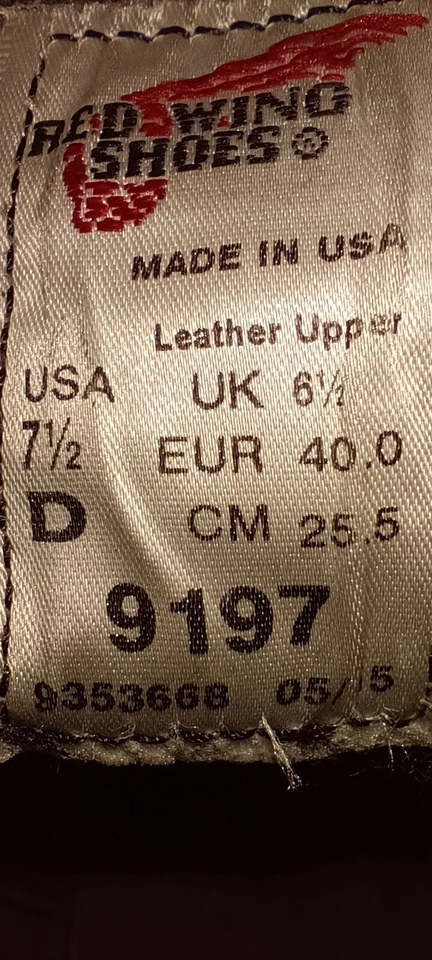 RED WING
SHOES ®
MADE IN USA
Leather Upper
USA UK 6½
7½ EUR 40.0
D CM 25.5
9197
9353668 05/15